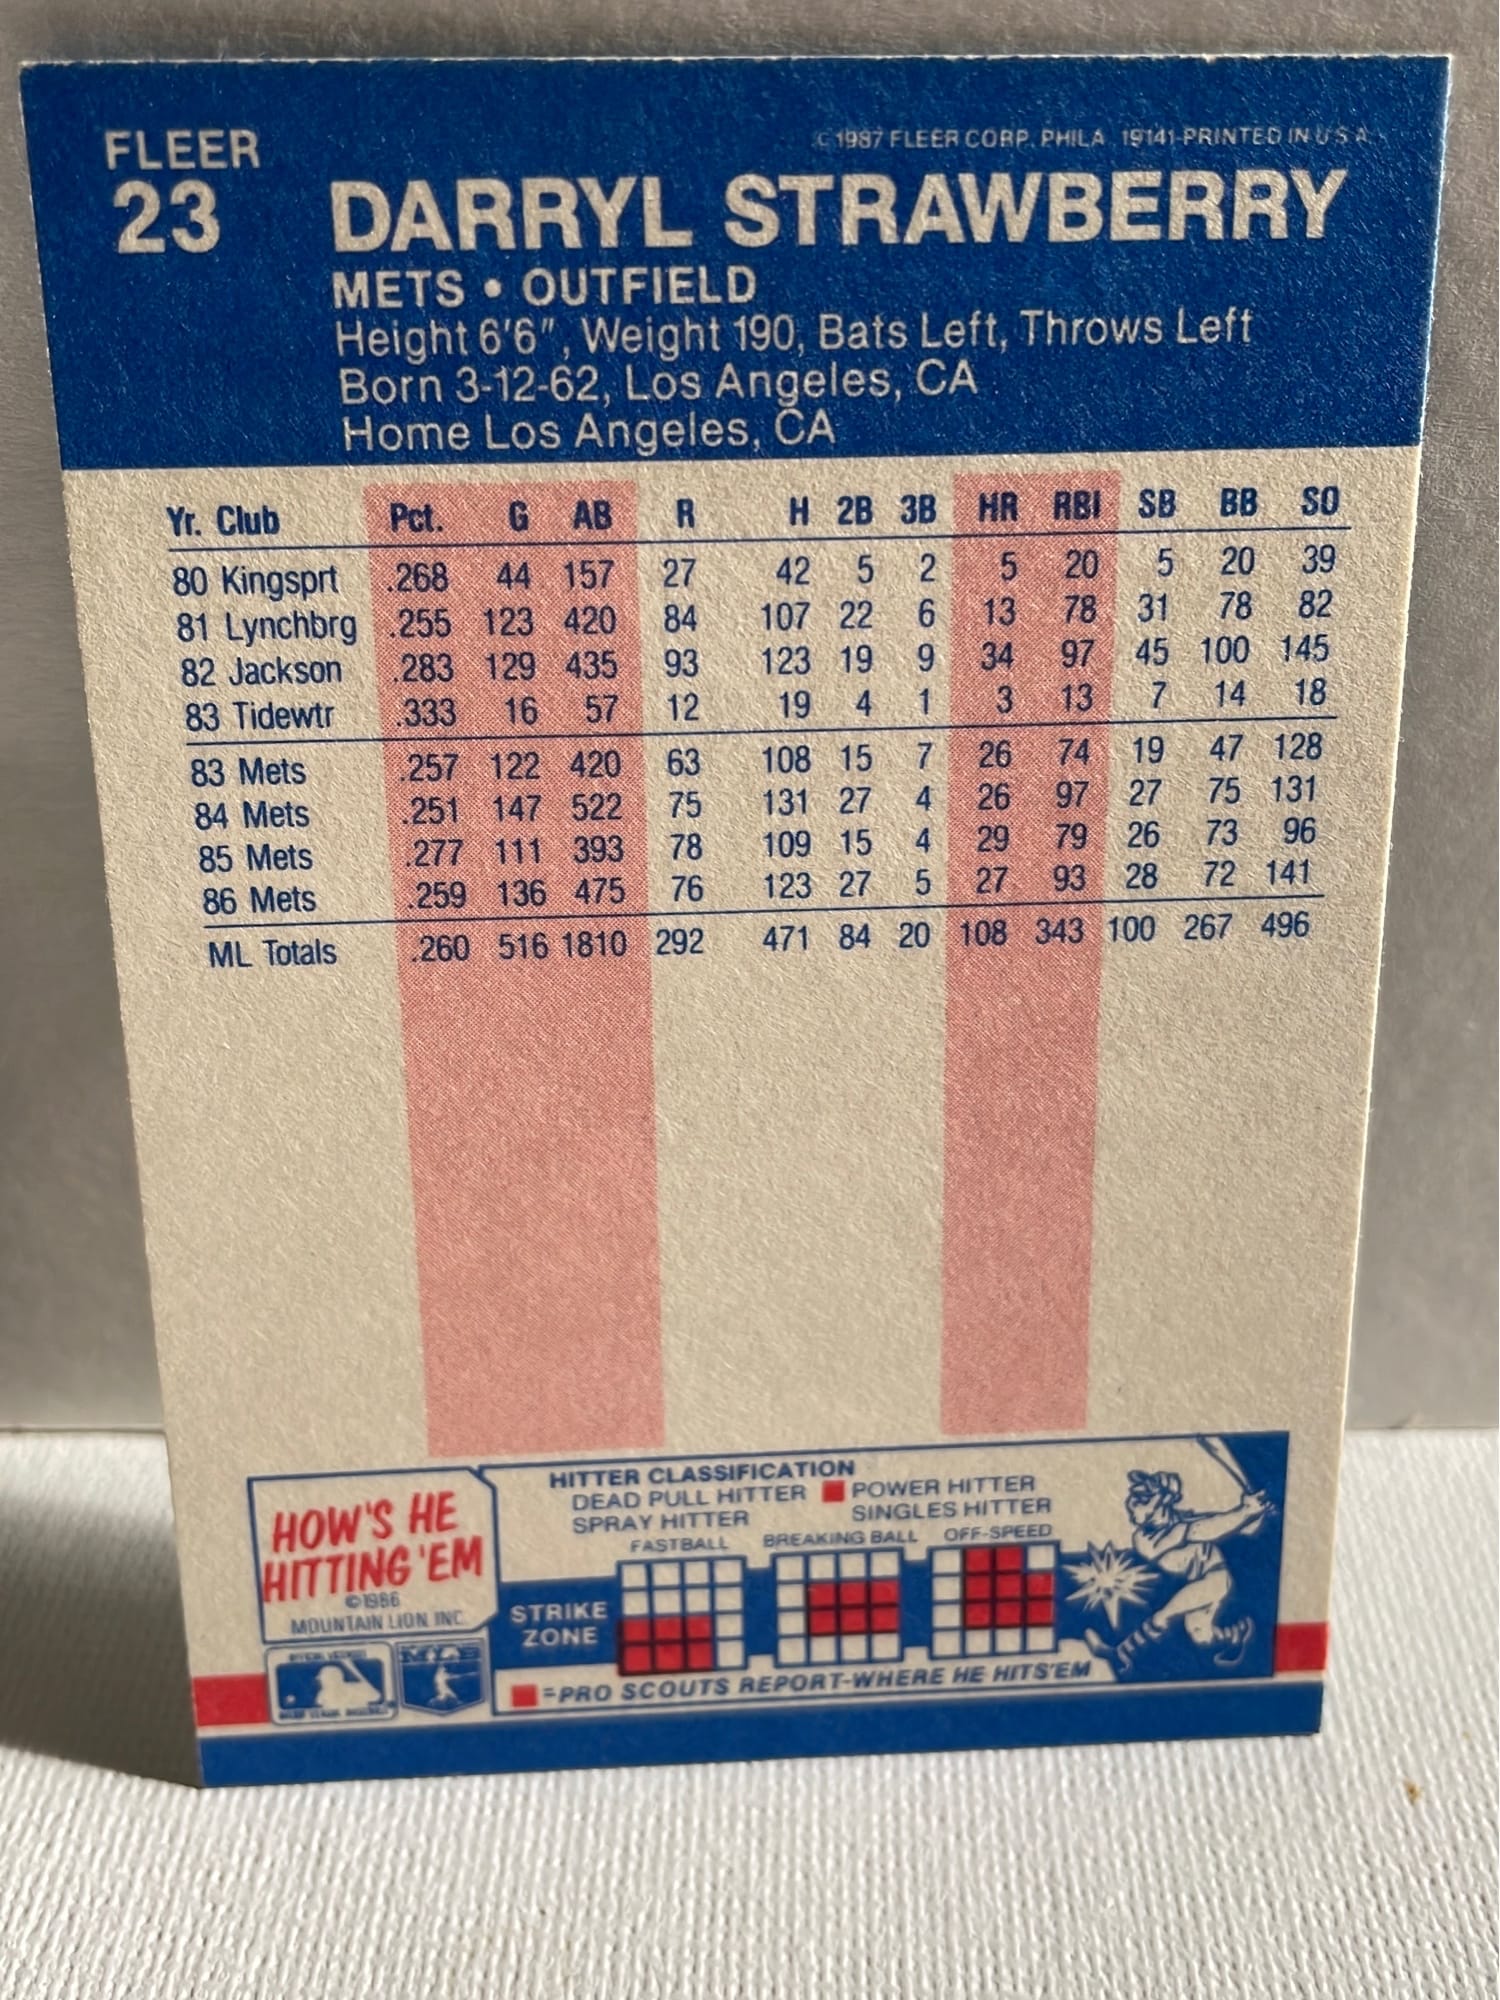 FLEER
© 1987 FLEER CORP. PHILA. 19141-PRINTED IN U S A
23 DARRYL STRAWBERRY
METS • OUTFIELD
Height 6'6", Weight 190, Bats Left, Throws Left
Born 3-12-62, Los Angeles, CA
Home Los Angeles, CA
Yr. Club Pct. G AB R H 2B 3B HR RBI SB BB SO
80 Kingsprt .268 44 157 27 42 5 2 5 20 5 20 39
81 Lynchbrg .255 123 420 84 107 22 6 13 78 31 78 82
82 Jackson .283 129 435 93 123 19 9 34 97 45 100 145
83 Tidewtr .333 16 57 12 19 4 1 3 13 7 14 18
83 Mets .257 122 420 63 108 15 7 26 74 19 47 128
84 Mets .251 147 522 75 131 27 4 26 97 27 75 131
85 Mets .277 111 393 78 109 15 4 29 79 26 73 96
86 Mets .259 136 475 76 123 27 5 27 93 28 72 141
ML Totals .260 516 1810 292 471 84 20 108 343 100 267 496
HOW'S HE
HITTING 'EM
©1986
MOUNTAIN LION INC.
HITTER CLASSIFICATION
DEAD PULL HITTER POWER HITTER
SPRAY HITTER SINGLES HITTER
FASTBALL BREAKING BALL OFF-SPEED
STRIKE
ZONE
=PRO SCOUTS REPORT-WHERE HE HITS'EM